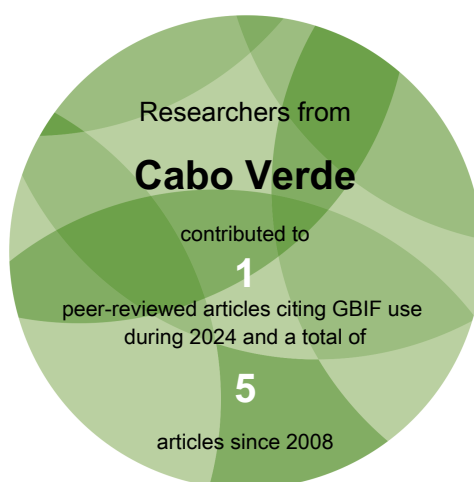 Researchers from
Cabo Verde
contributed to
1
peer-reviewed articles citing GBIF use
during 2024 and a total of
5
articles since 2008